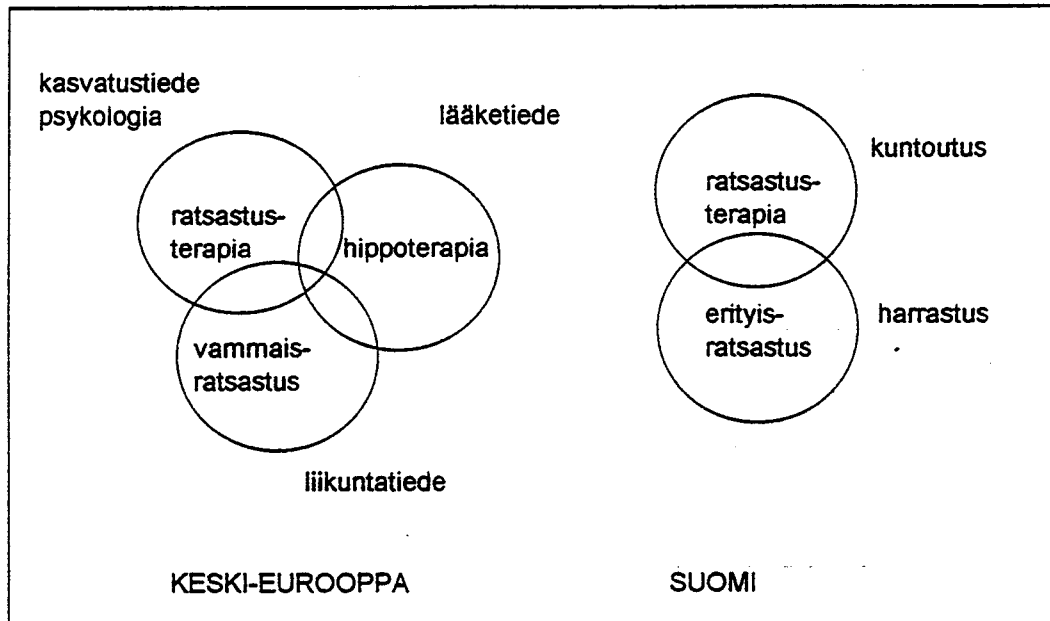 kasvatustiede
psykologia
lääketiede
ratsastus-
terapia
hippoterapia
vammais-
ratsastus
liikuntatiede
KESKI-EUROOPPA
kuntoutus
ratsastus-
terapia
erityis-
ratsastus
harrastus
SUOMI